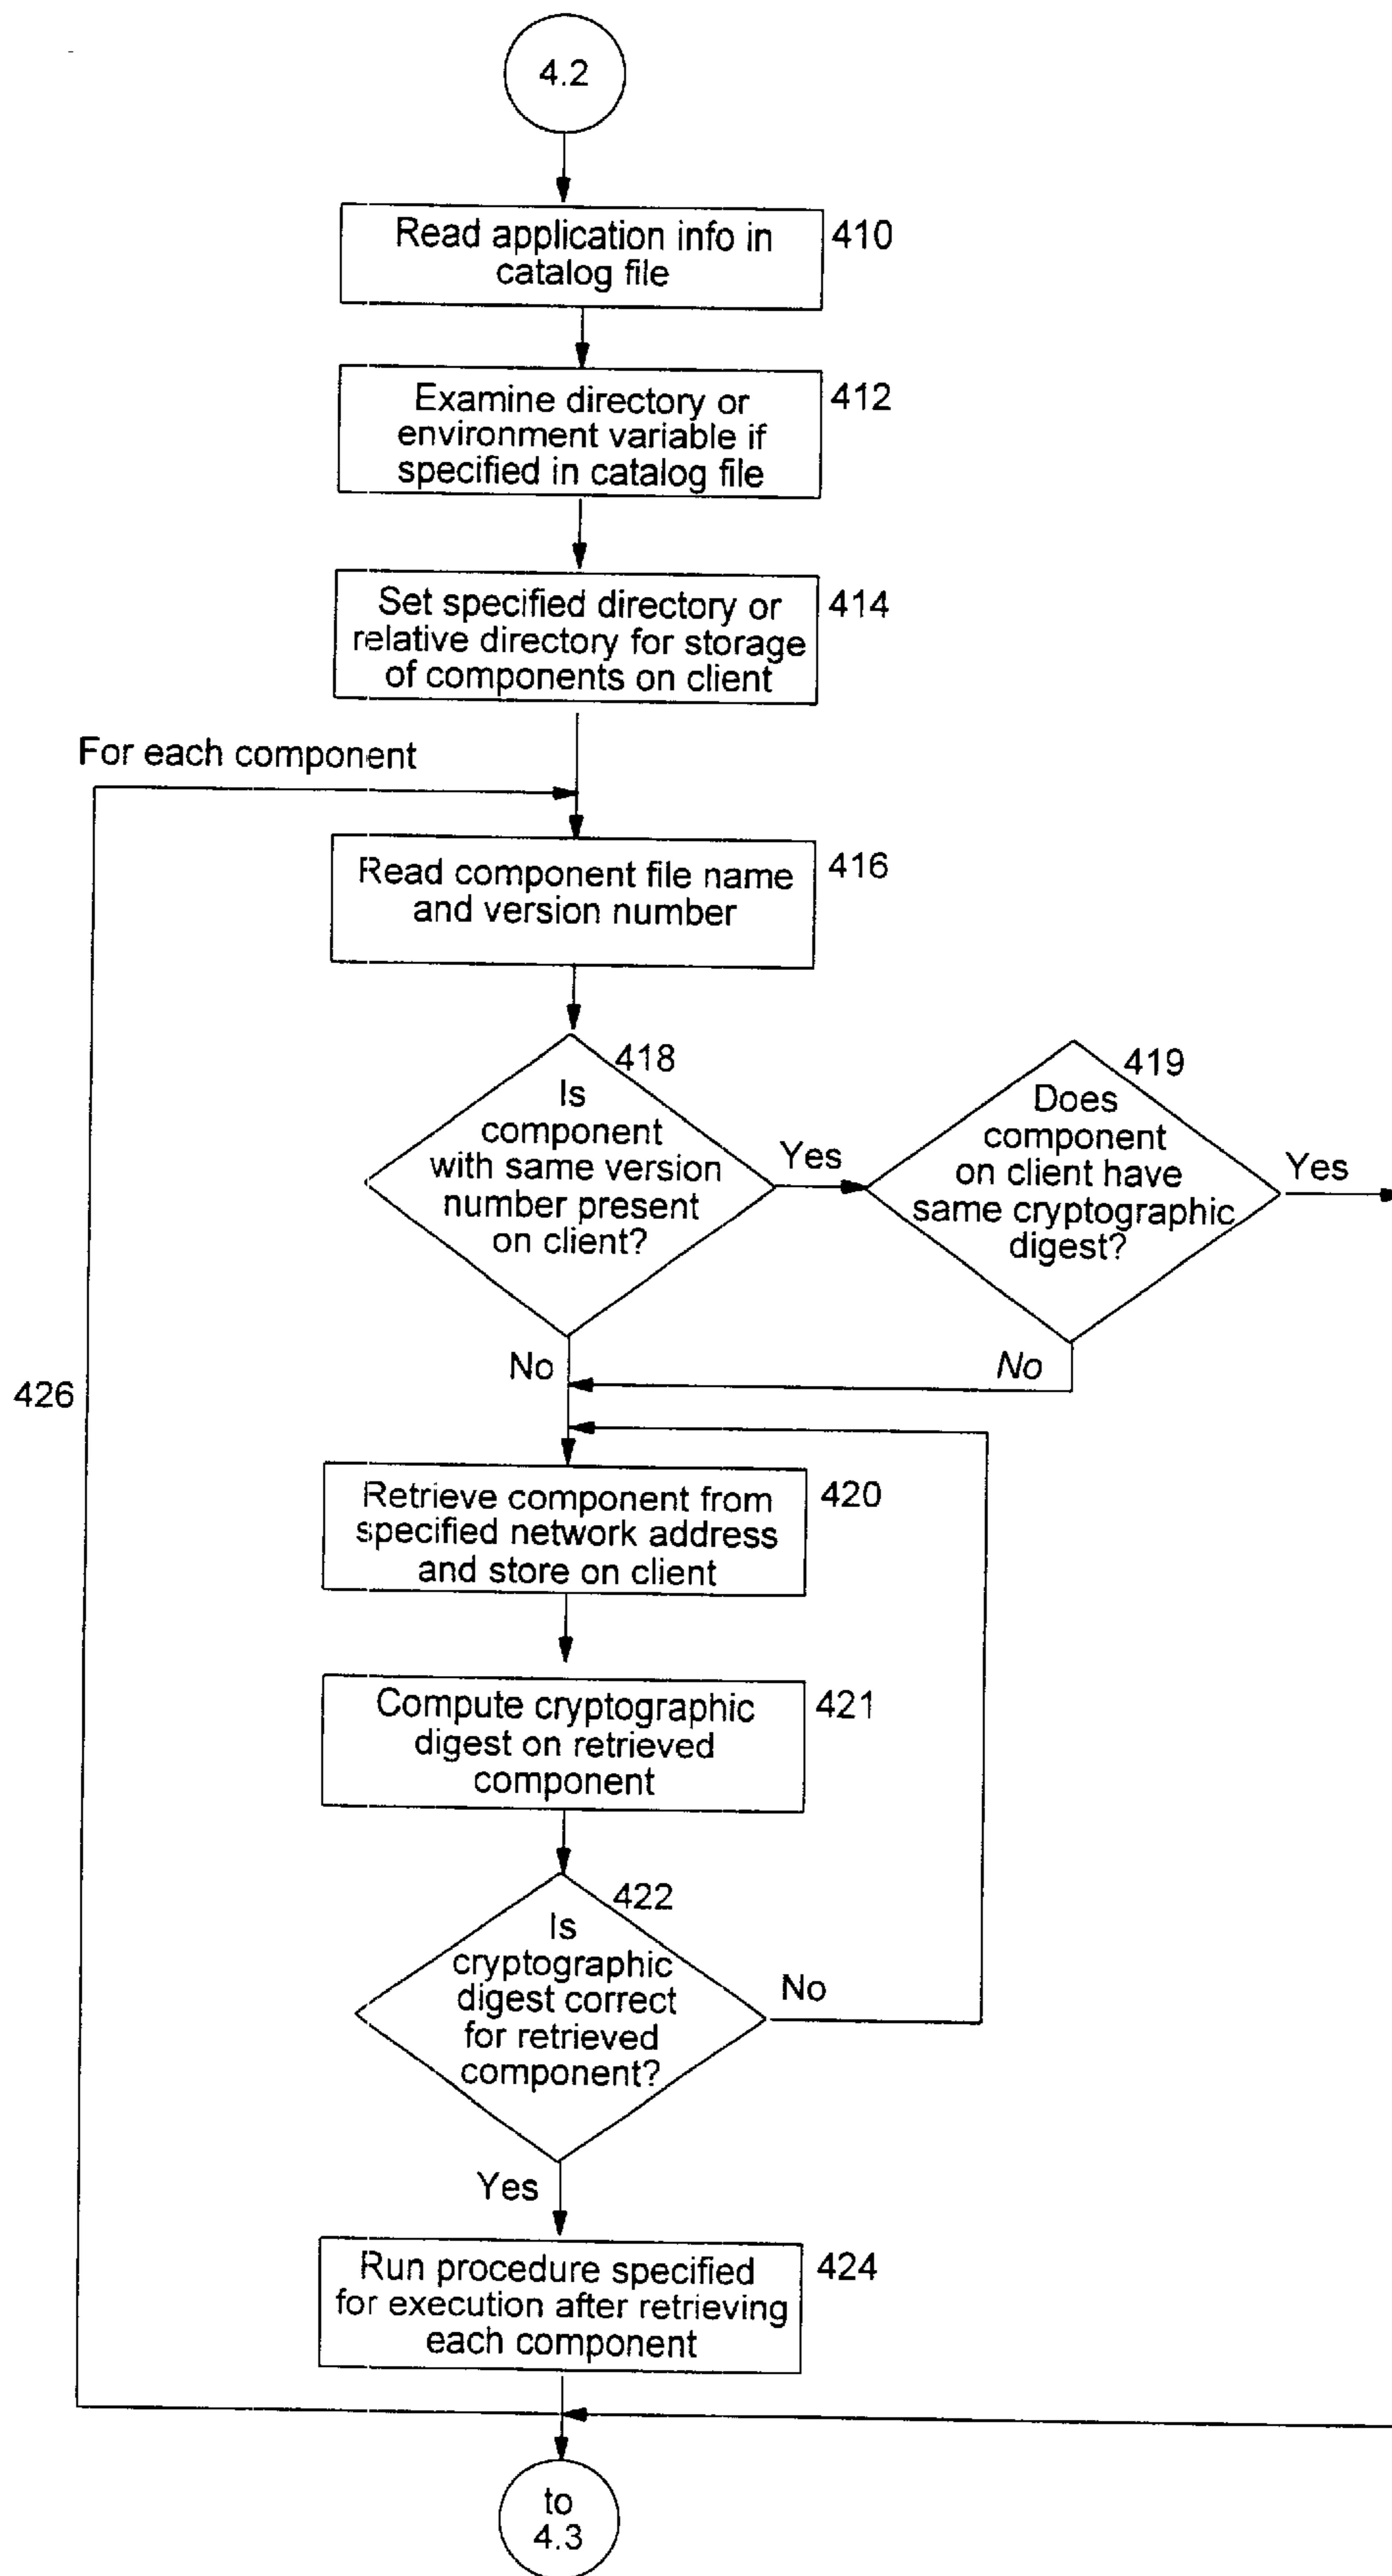 4.2
Read application info in
catalog file
410
Examine directory or
environment variable if
specified in catalog file
412
Set specified directory or
relative directory for storage
of components on client
414
For each component
Read component file name
and version number
416
418
Is
component
with same version
number present
on client?
Yes
419
Does
component
on client have
same cryptographic
digest?
Yes
No
No
426
Retrieve component from
specified network address
and store on client
420
Compute cryptographic
digest on retrieved
component
421
422
Is
cryptographic
digest correct
for retrieved
component?
No
Yes
Run procedure specified
for execution after retrieving
each component
424
to
4.3